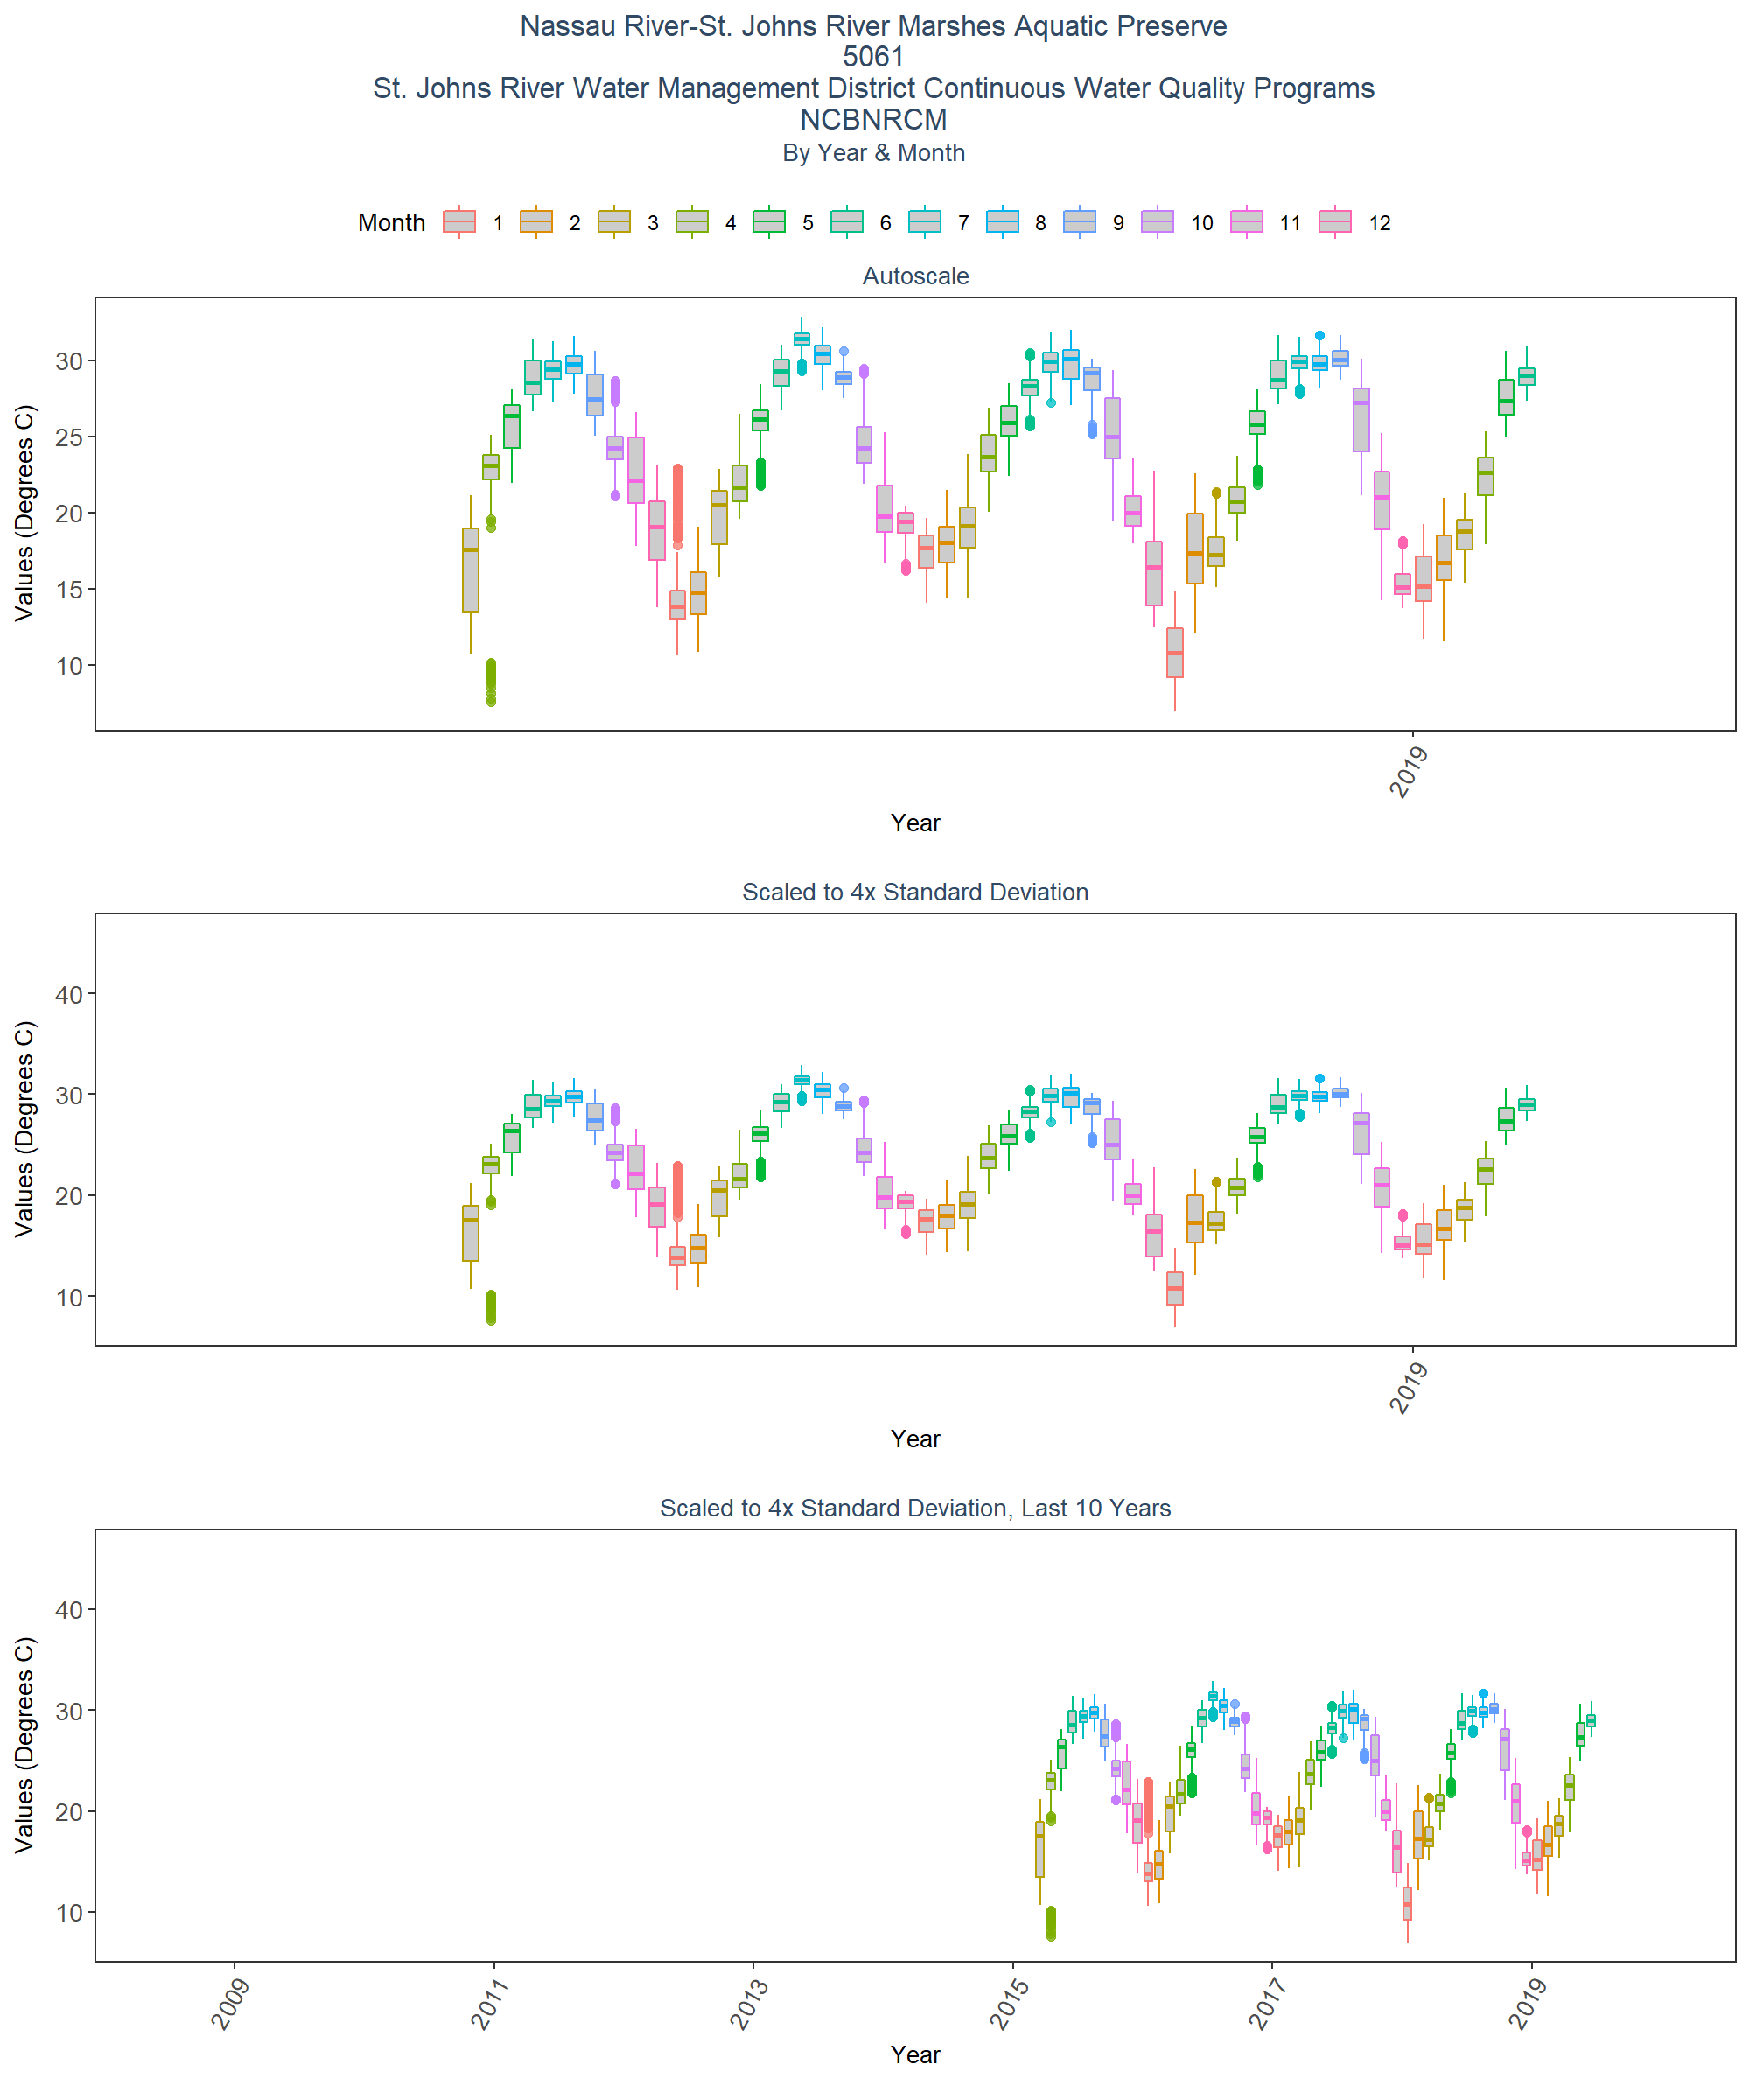 Nassau River-St. Johns River Marshes Aquatic Preserve
5061
St. Johns River Water Management District Continuous Water Quality Programs
NCBNRCM
By Year & Month
Month 1 2 3 4 5 6 7 8 9 10 11 12
Autoscale
Values (Degrees C)
30
25
20
15
10
2019
Year
Scaled to 4x Standard Deviation
Values (Degrees C)
40
30
20
10
2019
Year
Scaled to 4x Standard Deviation, Last 10 Years
Values (Degrees C)
40
30
20
10
2009 2011 2013 2015 2017 2019
Year